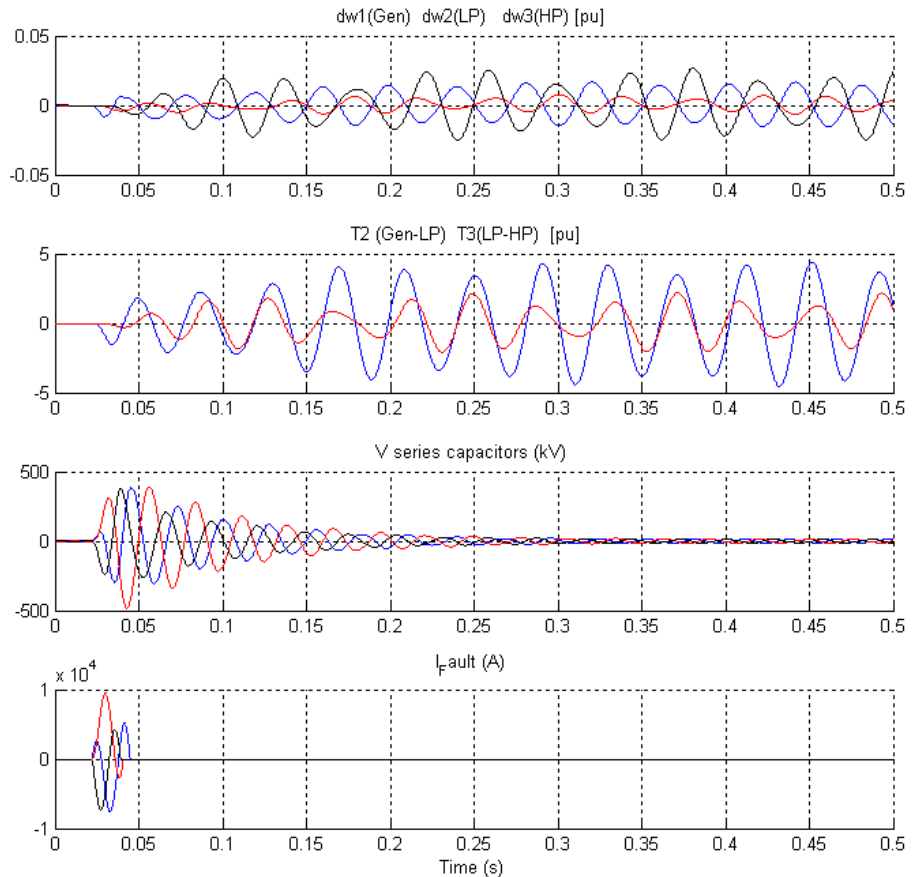 dw1(Gen) dw2(LP) dw3(HP) [pu]
0.05
0
-0.05
0 0.05 0.1 0.15 0.2 0.25 0.3 0.35 0.4 0.45 0.5
T2 (Gen-LP) T3(LP-HP) [pu]
5
0
-5
0 0.05 0.1 0.15 0.2 0.25 0.3 0.35 0.4 0.45 0.5
V series capacitors (kV)
500
0
-500
0 0.05 0.1 0.15 0.2 0.25 0.3 0.35 0.4 0.45 0.5
x 10^4
I_Fault (A)
1
0
-1
0 0.05 0.1 0.15 0.2 0.25 0.3 0.35 0.4 0.45 0.5
Time (s)